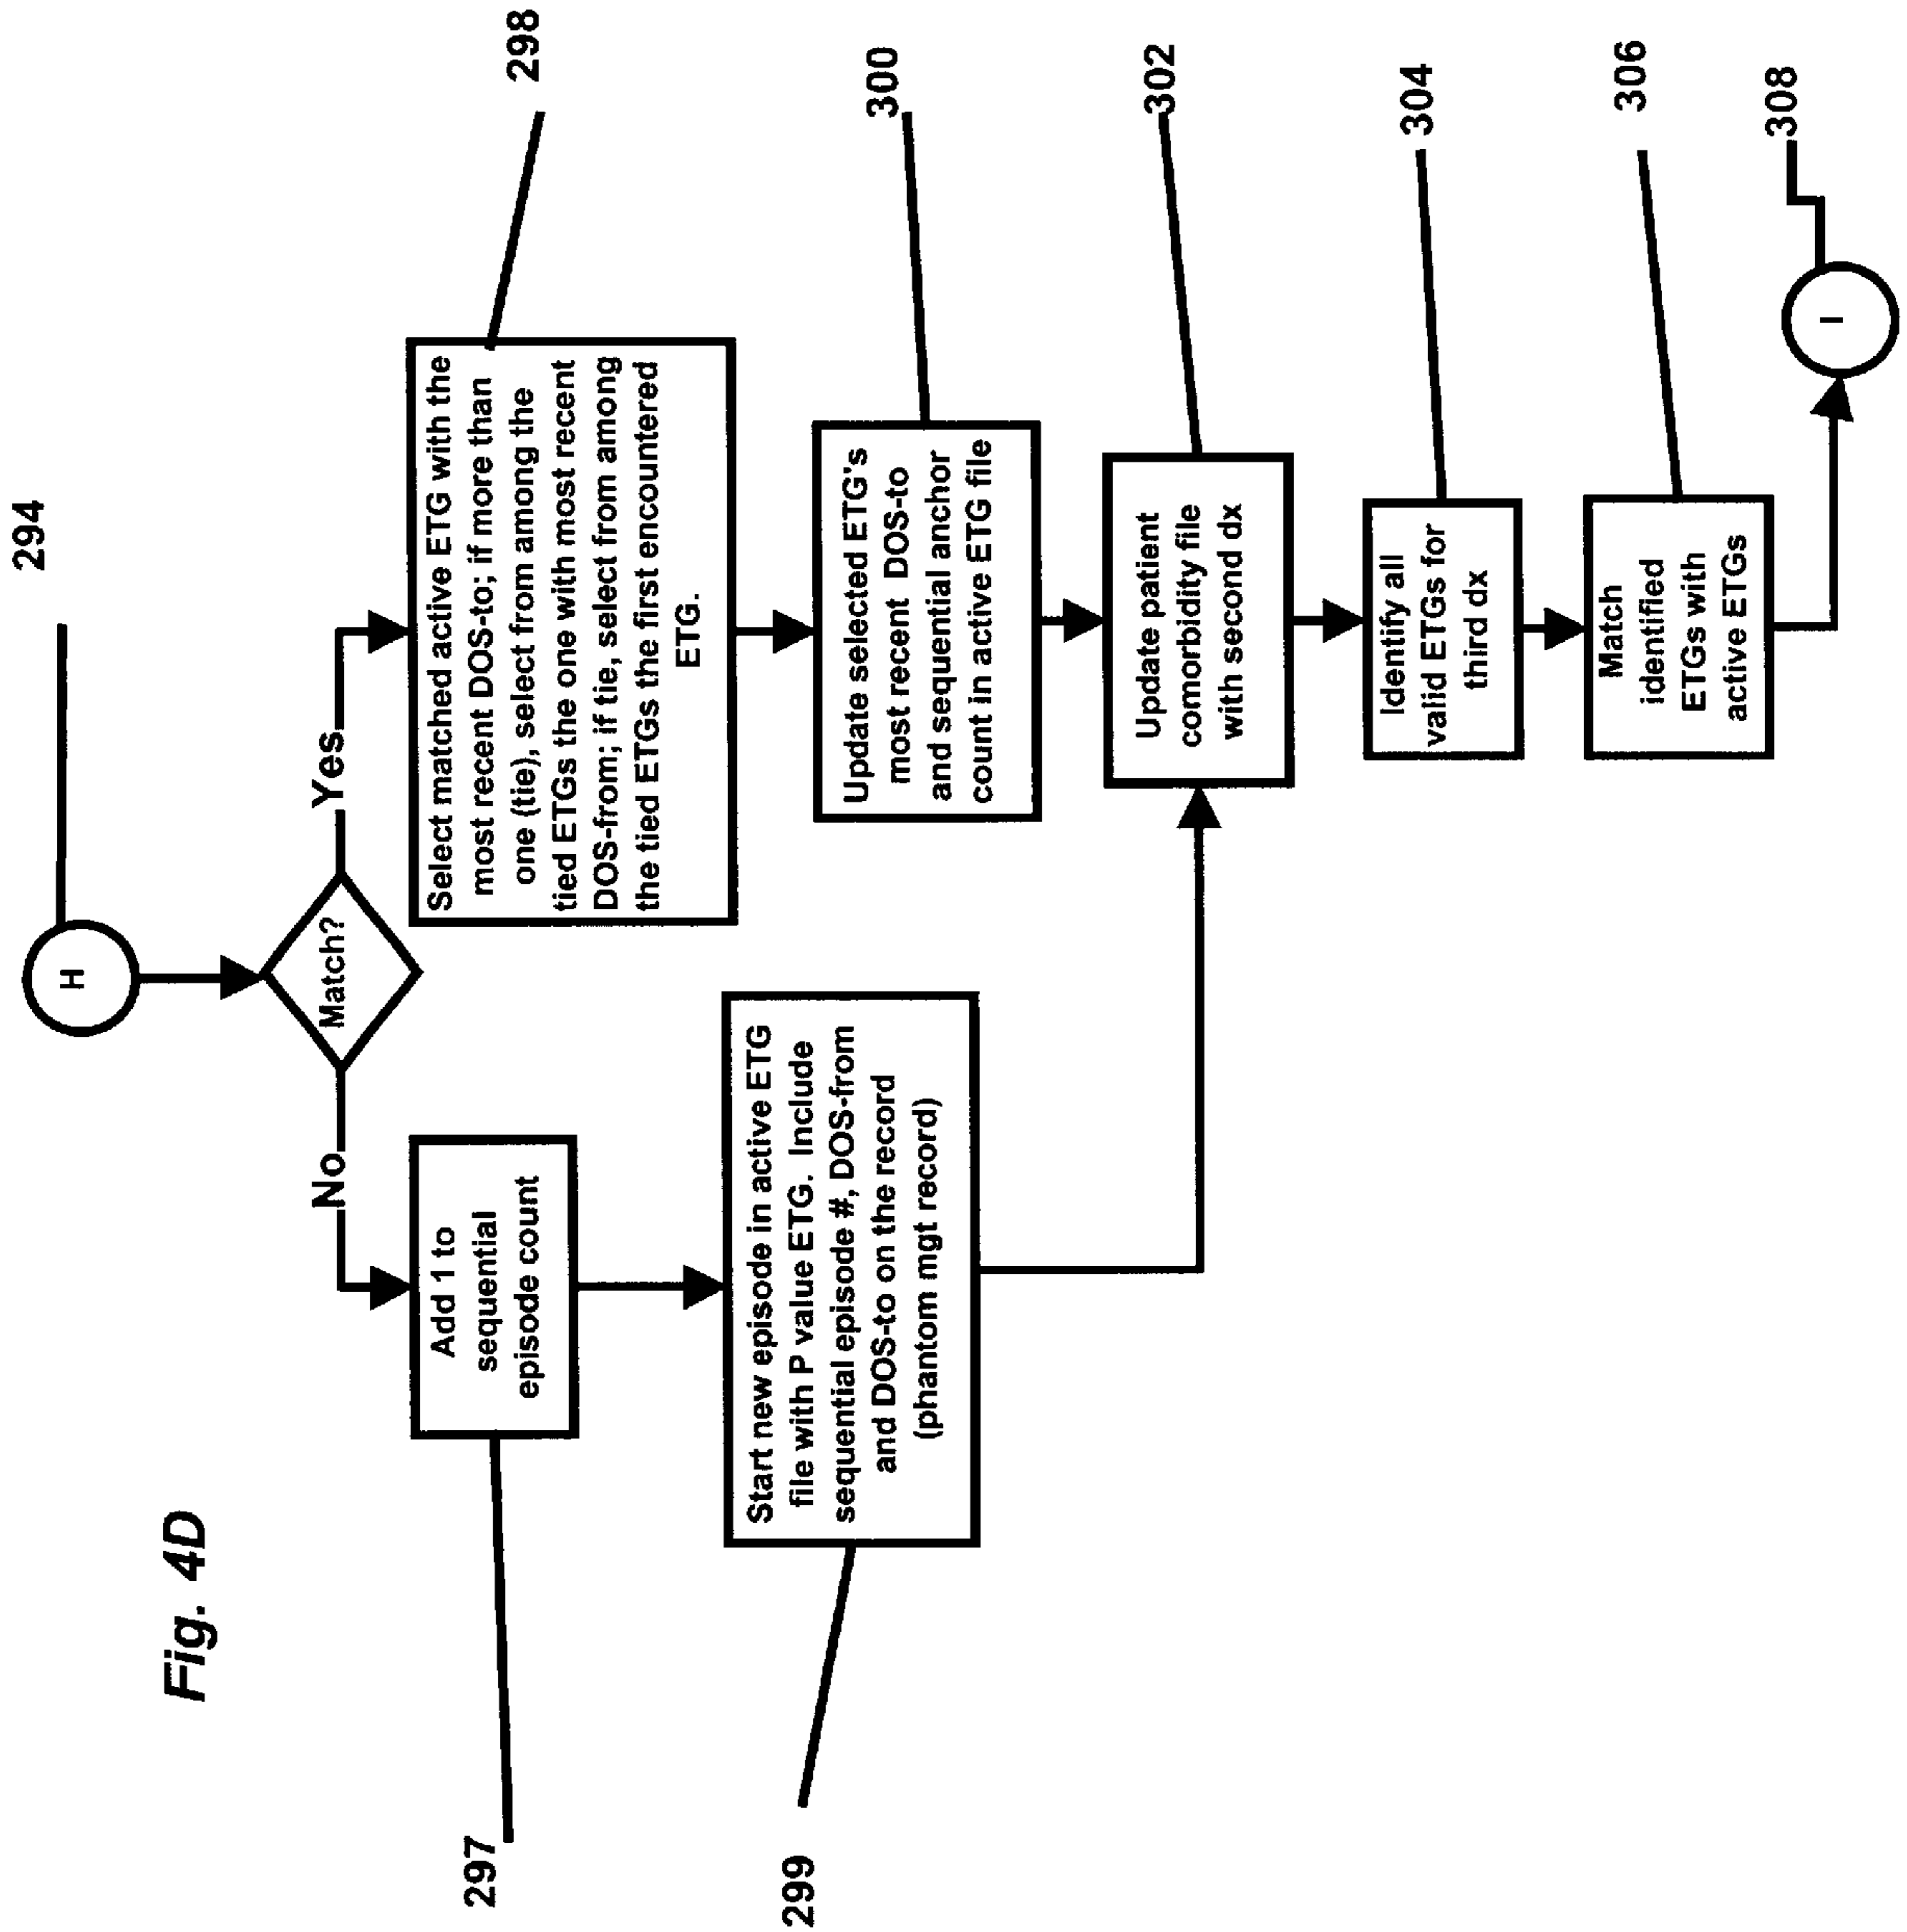 Fig. 4D
294
H
Match?
No
Yes
297
Add 1 to
sequential
episode count
299
Start new episode in active ETG
file with P value ETG. Include
sequential episode #, DOS-from
and DOS-to on the record
(phantom mgt record)
298
Select matched active ETG with the
most recent DOS-to; if more than
one (tie), select from among the
tied ETGs the one with most recent
DOS-from; if tie, select from among
the tied ETGs the first encountered
ETG.
300
Update selected ETG's
most recent DOS-to
and sequential anchor
count in active ETG file
302
Update patient
comorbidity file
with second dx
304
Identify all
valid ETGs for
third dx
306
Match
identified
ETGs with
active ETGs
308
I